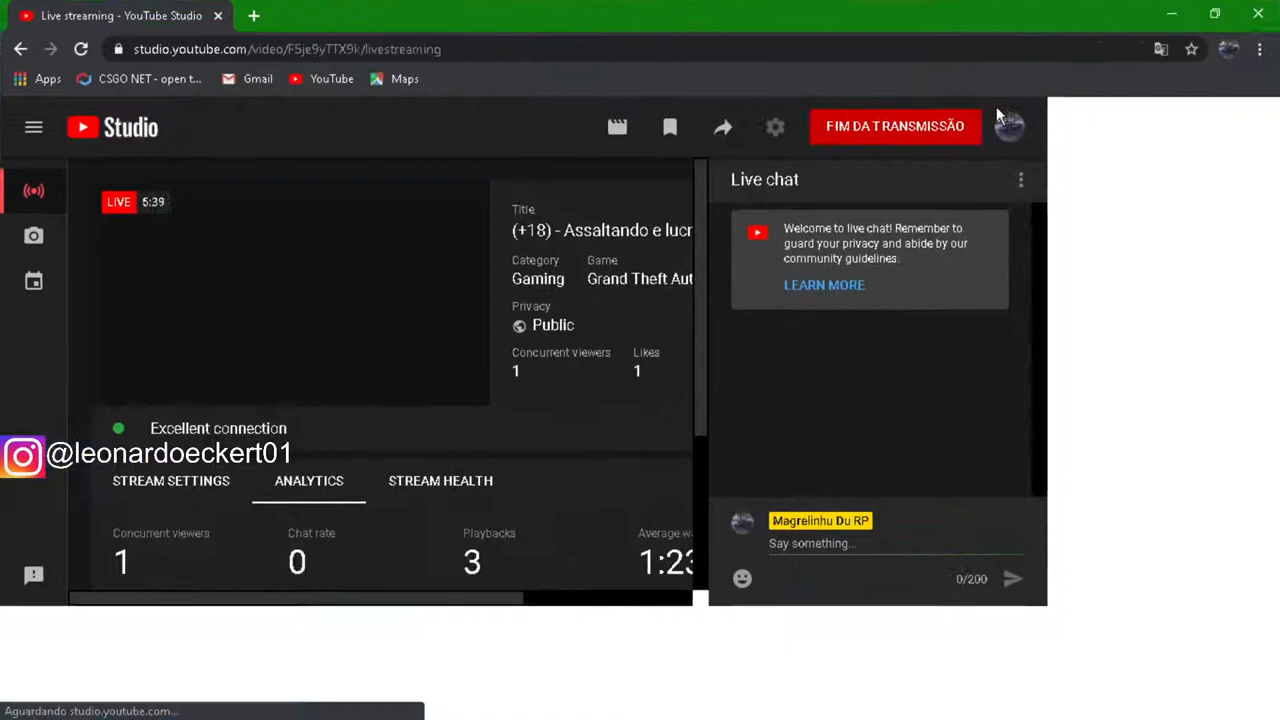 Live streaming - YouTube Studio
studio.youtube.com/video/F5je9yTTX9k/livestreaming
Apps CSGO NET - open t... Gmail YouTube Maps
Studio
FIM DA TRANSMISSÃO
LIVE 5:39
Title
(+18) - Assaltando e lucr
Category Game
Gaming Grand Theft Aut
Privacy
Public
Concurrent viewers Likes
1 1
Excellent connection
@leonardoeckert01
STREAM SETTINGS ANALYTICS STREAM HEALTH
Concurrent viewers Chat rate Playbacks Average w
1 0 3 1:23
Live chat
Welcome to live chat! Remember to
guard your privacy and abide by our
community guidelines.
LEARN MORE
Magrelinhu Du RP
Say something...
0/200
Aguardando studio.youtube.com...